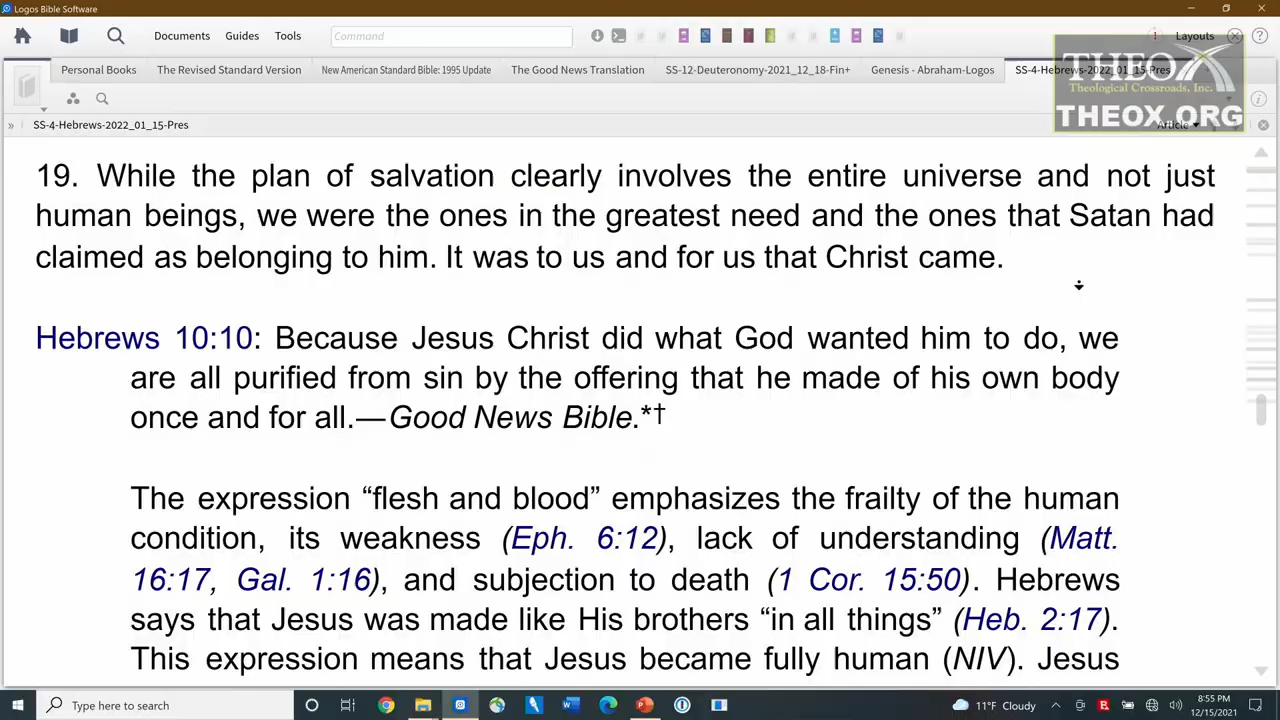 Logos Bible Software
Documents Guides Tools Command Layouts
Personal Books The Revised Standard Version New American Update The Good News Translation SS-12-Deuteronomy-2021_12_18-Fin+ Genesis - Abraham-Logos SS-4-Hebrews-2022_01_15-Pres
THEOX
Theological Crossroads, Inc.
THEOX.ORG
SS-4-Hebrews-2022_01_15-Pres Article
19. While the plan of salvation clearly involves the entire universe and not just
human beings, we were the ones in the greatest need and the ones that Satan had
claimed as belonging to him. It was to us and for us that Christ came.
Hebrews 10:10: Because Jesus Christ did what God wanted him to do, we
are all purified from sin by the offering that he made of his own body
once and for all.—Good News Bible.*†
The expression “flesh and blood” emphasizes the frailty of the human
condition, its weakness (Eph. 6:12), lack of understanding (Matt.
16:17, Gal. 1:16), and subjection to death (1 Cor. 15:50). Hebrews
says that Jesus was made like His brothers “in all things” (Heb. 2:17).
This expression means that Jesus became fully human (NIV). Jesus
Type here to search 11°F Cloudy 8:55 PM
12/15/2021